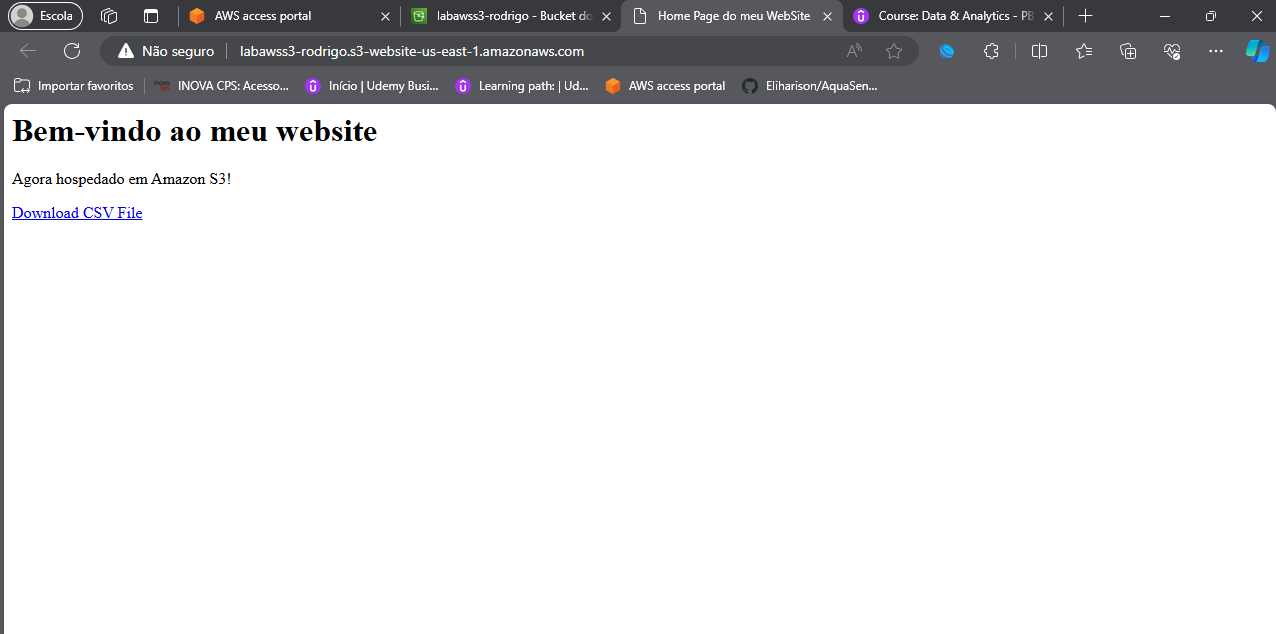 Escola
AWS access portal
labawss3-rodrigo - Bucket do
Home Page do meu WebSite
Course: Data & Analytics - PB
Não seguro
labawss3-rodrigo.s3-website-us-east-1.amazonaws.com
Importar favoritos
INOVA CPS: Acesso...
Início | Udemy Busi...
Learning path: | Ud...
AWS access portal
Eliharison/AquaSen...
Bem-vindo ao meu website
Agora hospedado em Amazon S3!
Download CSV File